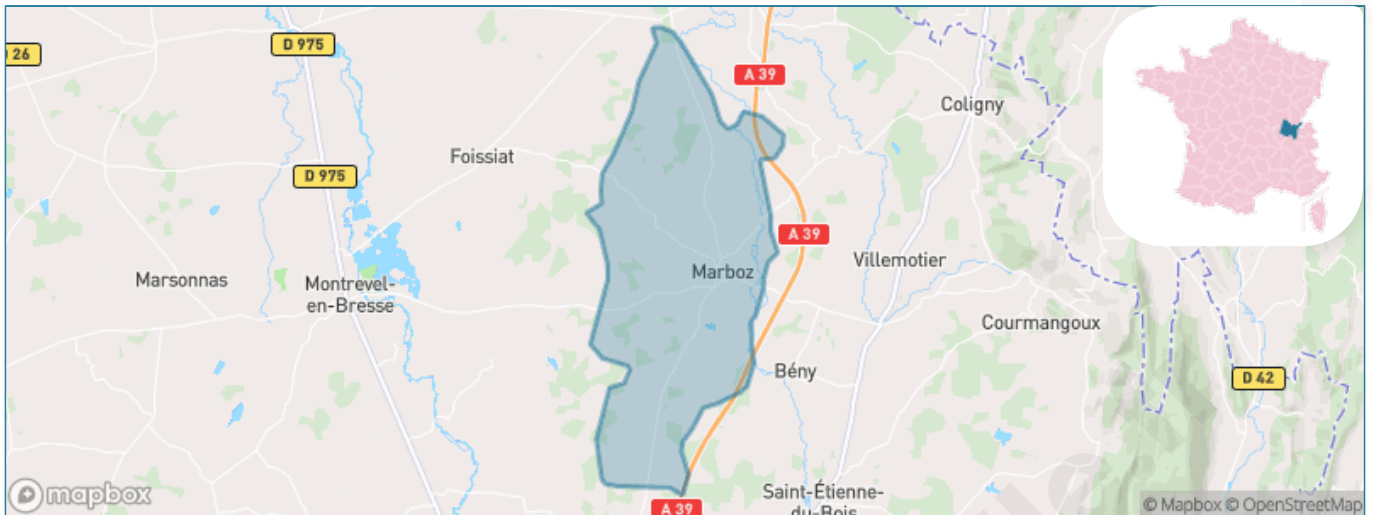 26
D 975
A 39
Coligny
Foissiat
D 975
A 39
Villemotier
Marboz
Marsonnas
Montrevel-
en-Bresse
Courmangoux
Bény
D 42
Saint-Étienne-
du-Bois
A 39
mapbox
© Mapbox © OpenStreetMap